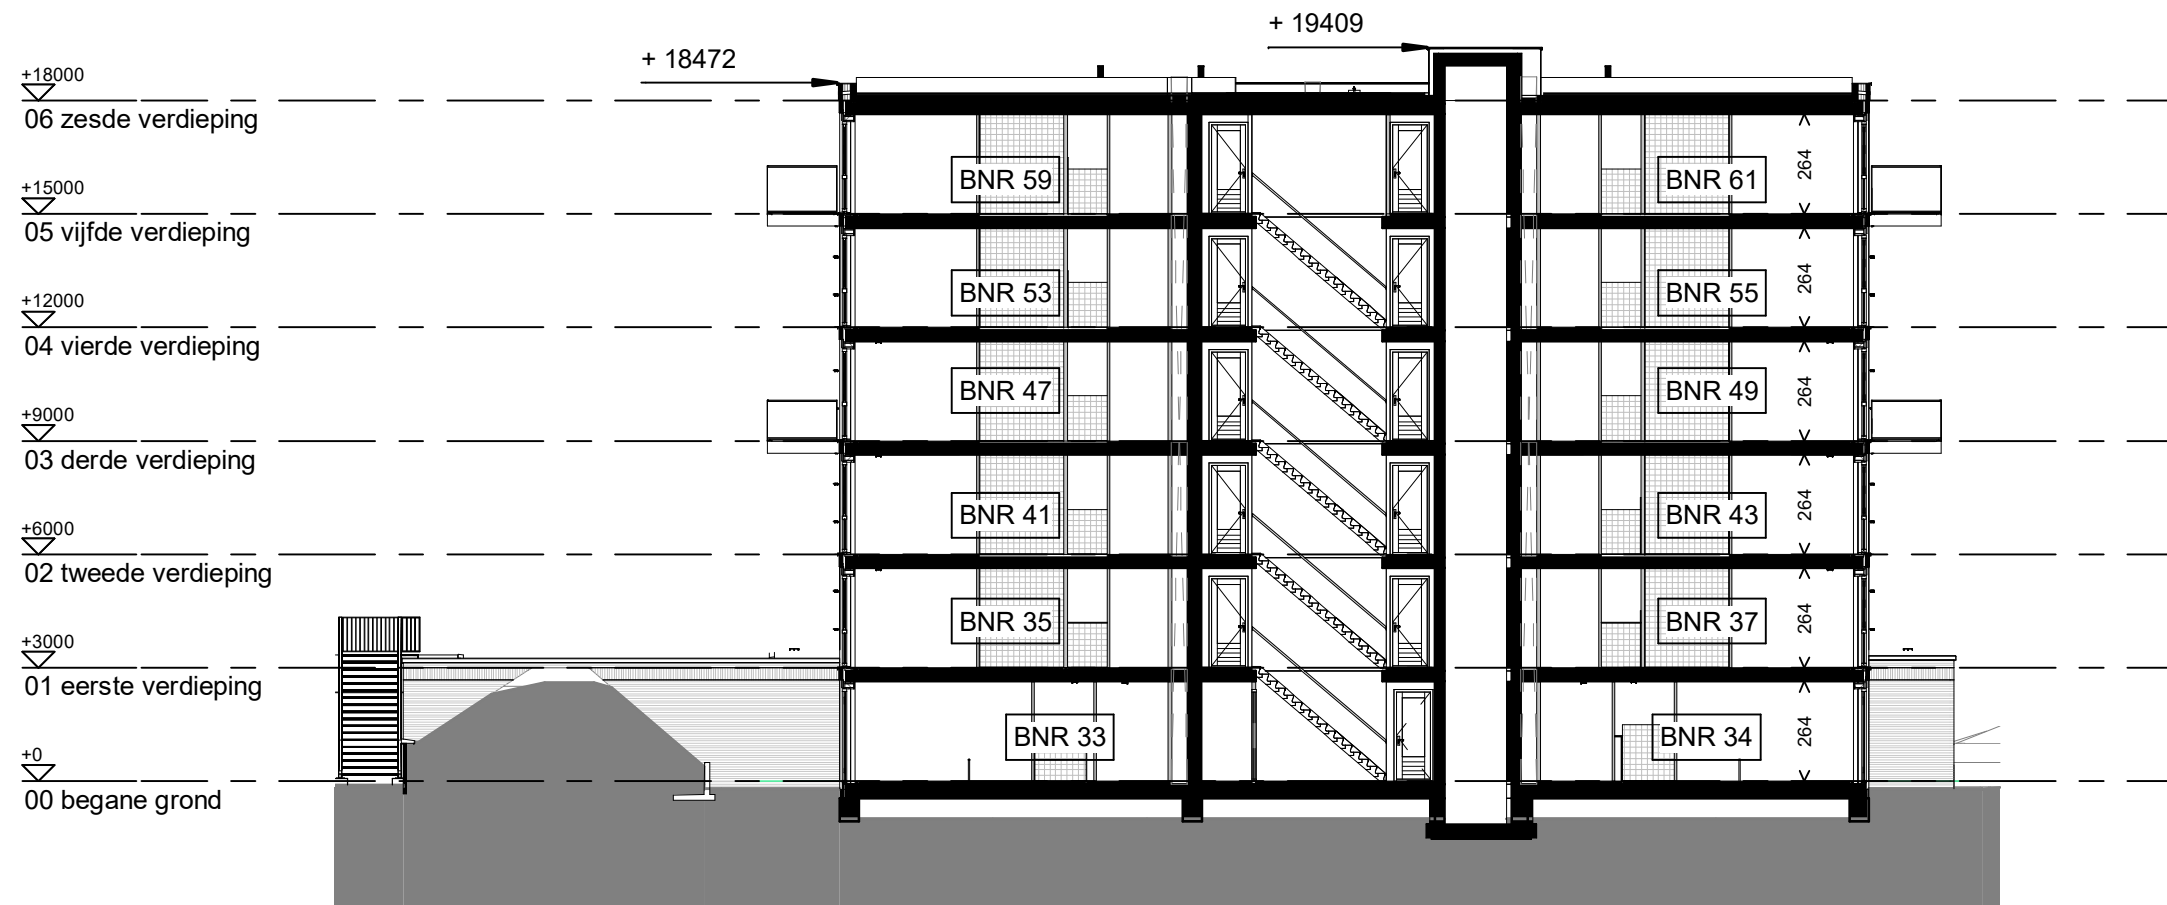 + 19409
+ 18472
+18000
06 zesde verdieping
BNR 59
BNR 61
264
+15000
05 vijfde verdieping
BNR 53
BNR 55
264
+12000
04 vierde verdieping
BNR 47
BNR 49
264
+9000
03 derde verdieping
BNR 41
BNR 43
264
+6000
02 tweede verdieping
BNR 35
BNR 37
264
+3000
01 eerste verdieping
BNR 33
BNR 34
264
+0
00 begane grond